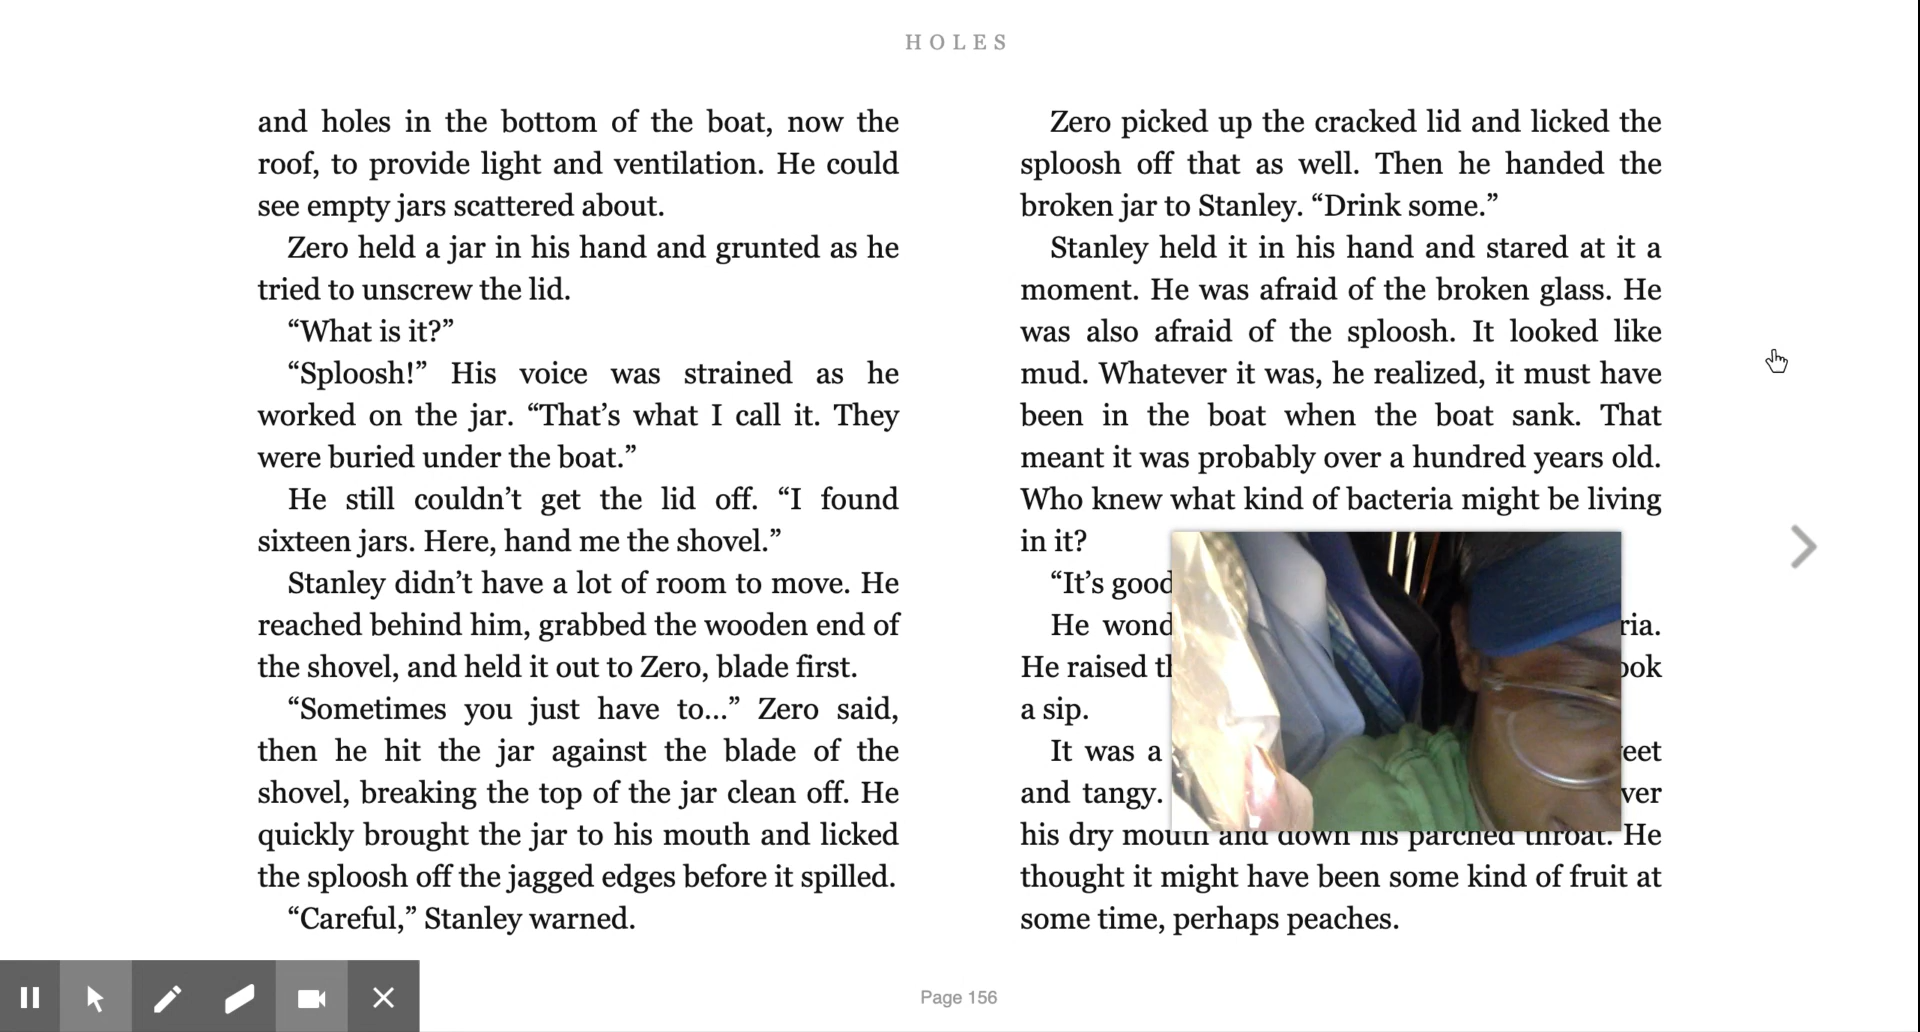 HOLES
and holes in the bottom of the boat, now the
roof, to provide light and ventilation. He could
see empty jars scattered about.
Zero held a jar in his hand and grunted as he
tried to unscrew the lid.
“What is it?”
“Sploosh!” His voice was strained as he
worked on the jar. “That’s what I call it. They
were buried under the boat.”
He still couldn’t get the lid off. “I found
sixteen jars. Here, hand me the shovel.”
Stanley didn’t have a lot of room to move. He
reached behind him, grabbed the wooden end of
the shovel, and held it out to Zero, blade first.
“Sometimes you just have to...” Zero said,
then he hit the jar against the blade of the
shovel, breaking the top of the jar clean off. He
quickly brought the jar to his mouth and licked
the sploosh off the jagged edges before it spilled.
“Careful,” Stanley warned.
Zero picked up the cracked lid and licked the
sploosh off that as well. Then he handed the
broken jar to Stanley. “Drink some.”
Stanley held it in his hand and stared at it a
moment. He was afraid of the broken glass. He
was also afraid of the sploosh. It looked like
mud. Whatever it was, he realized, it must have
been in the boat when the boat sank. That
meant it was probably over a hundred years old.
Who knew what kind of bacteria might be living
in it?
“It’s good
He
He raised
a sip.
It was a
and tangy.
his dry mouth and down his parched throat. He
thought it might have been some kind of fruit at
some time, perhaps peaches.
Page 156